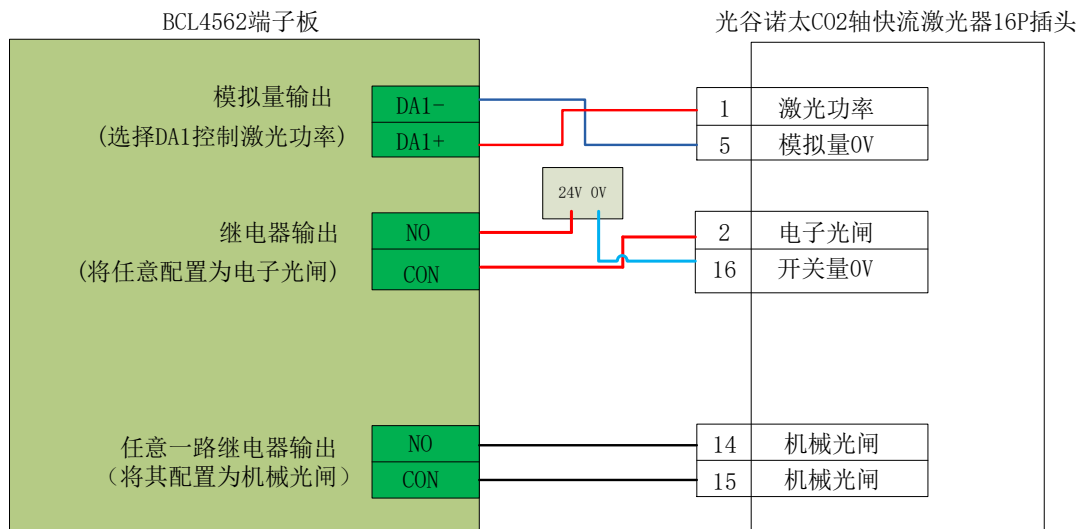 BCL4562端子板
光谷诺太CO2轴快流激光器16P插头
模拟量输出
(选择DA1控制激光功率)
DA1-
DA1+
1 激光功率
5 模拟量0V
24V 0V
继电器输出
(将任意配置为电子光闸)
NO
CON
2 电子光闸
16 开关量0V
任意一路继电器输出
（将其配置为机械光闸）
NO
CON
14 机械光闸
15 机械光闸